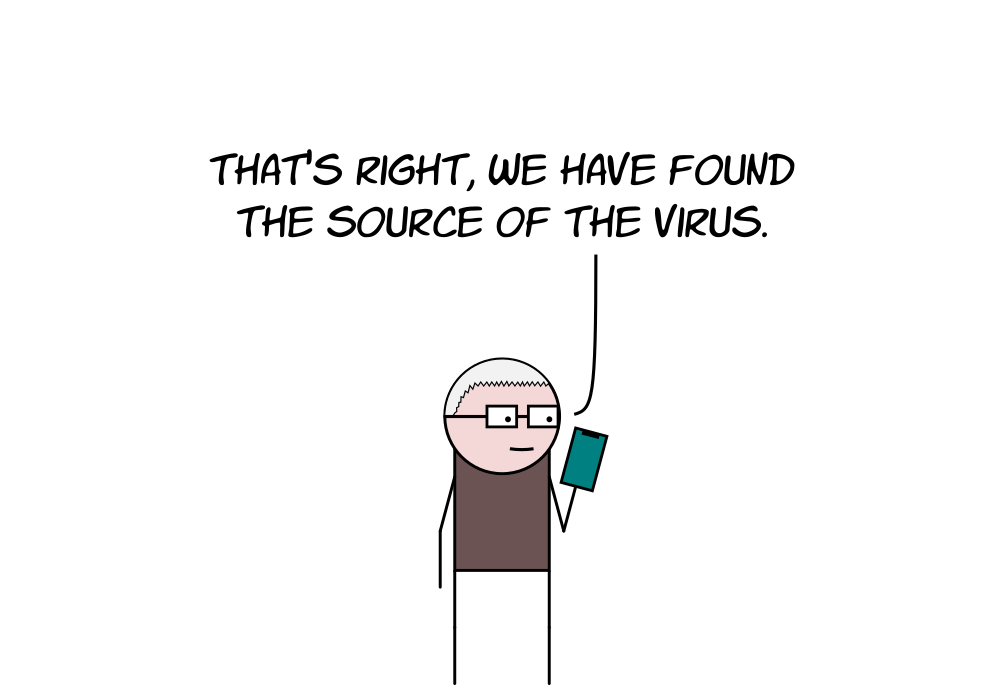 THAT'S RIGHT, WE HAVE FOUND
THE SOURCE OF THE VIRUS.